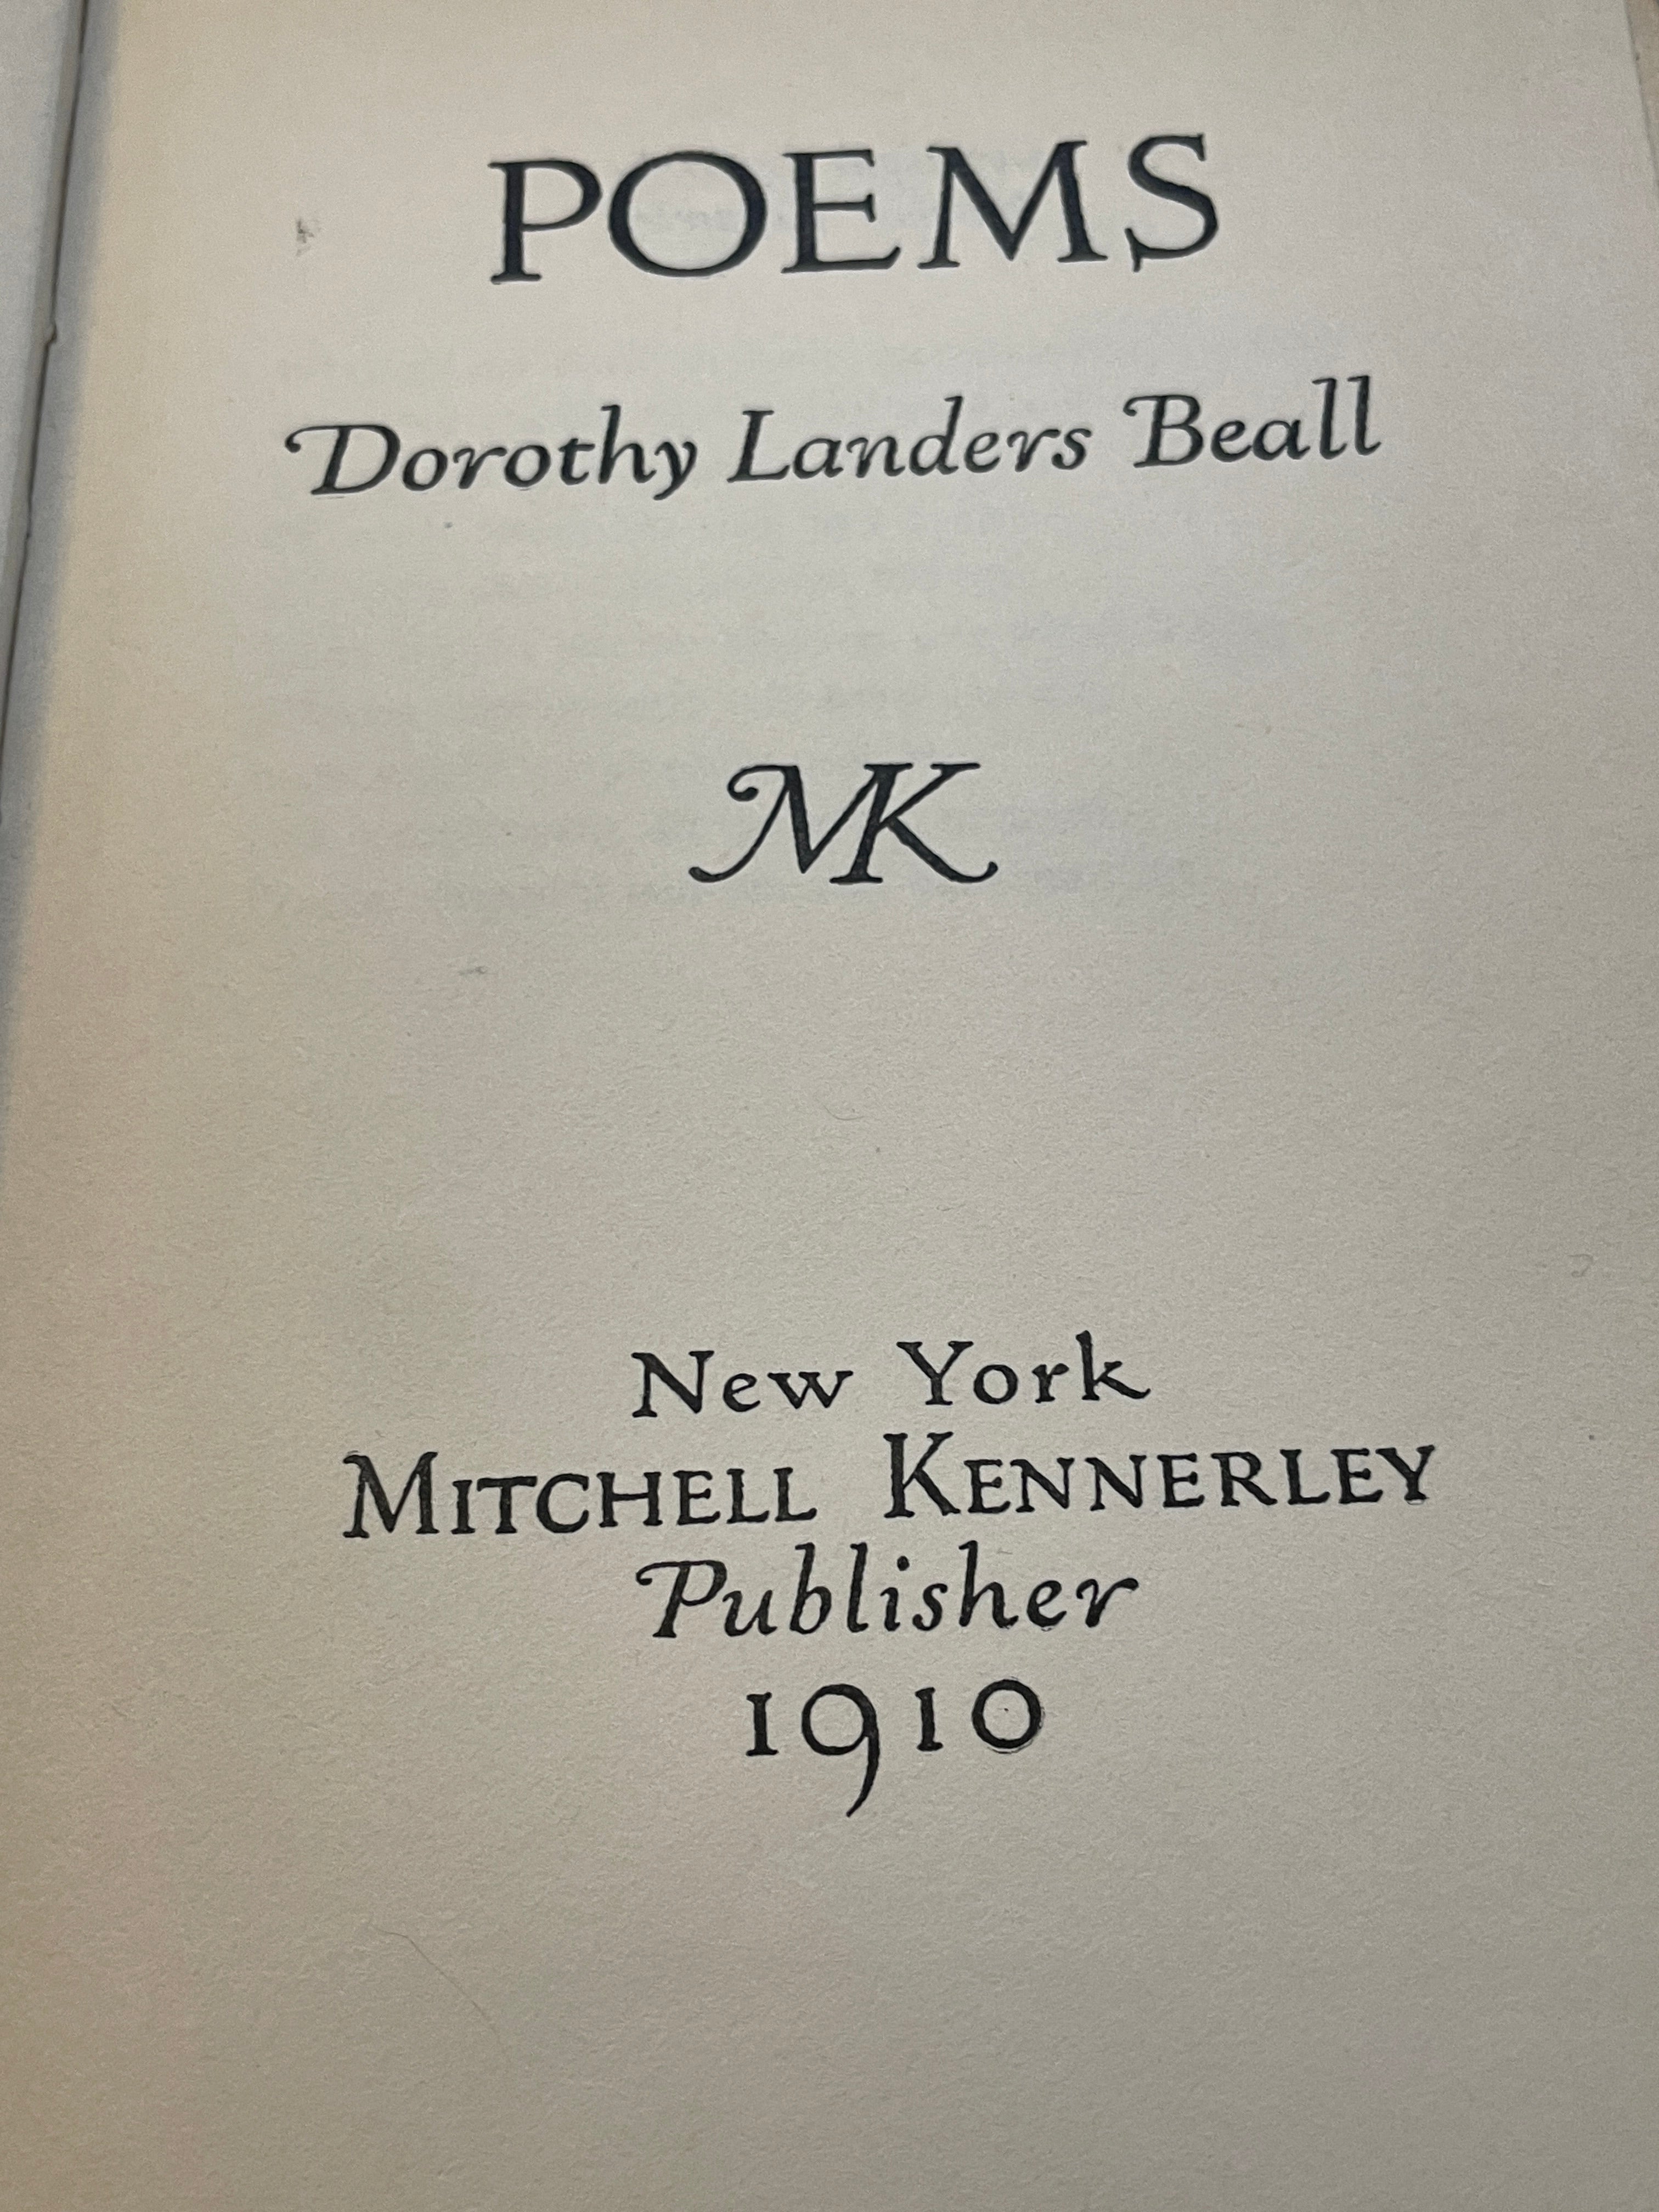 POEMS
Dorothy Landers Beall
MK
New York
MITCHELL KENNERLEY
Publisher
1910